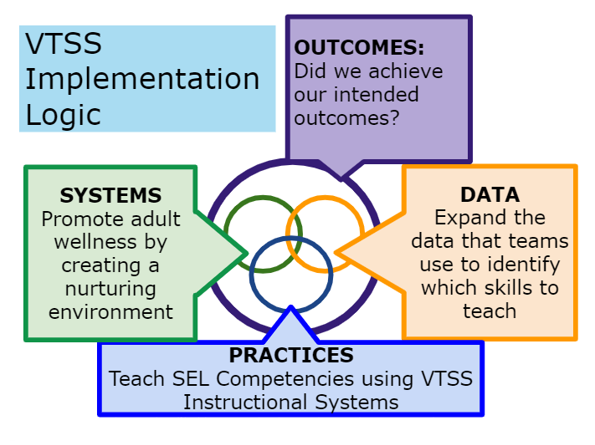 VTSS
Implementation
Logic
OUTCOMES:
Did we achieve
our intended
outcomes?
SYSTEMS
Promote adult
wellness by
creating a
nurturing
environment
DATA
Expand the
data that teams
use to identify
which skills to
teach
PRACTICES
Teach SEL Competencies using VTSS
Instructional Systems